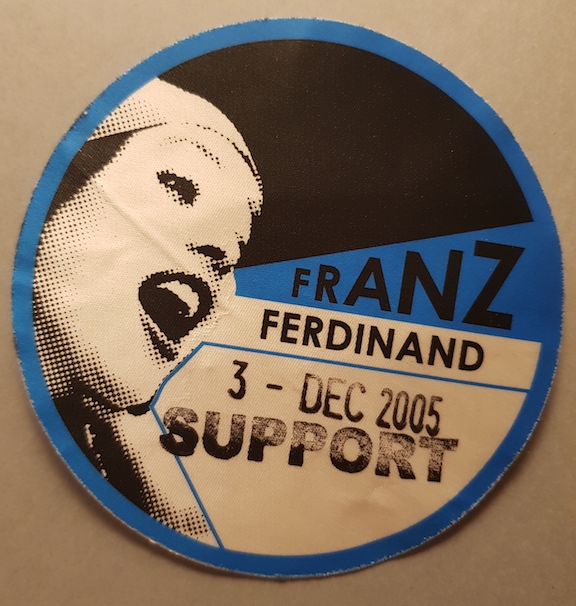 FRANZ
FERDINAND
3 - DEC 2005
SUPPORT